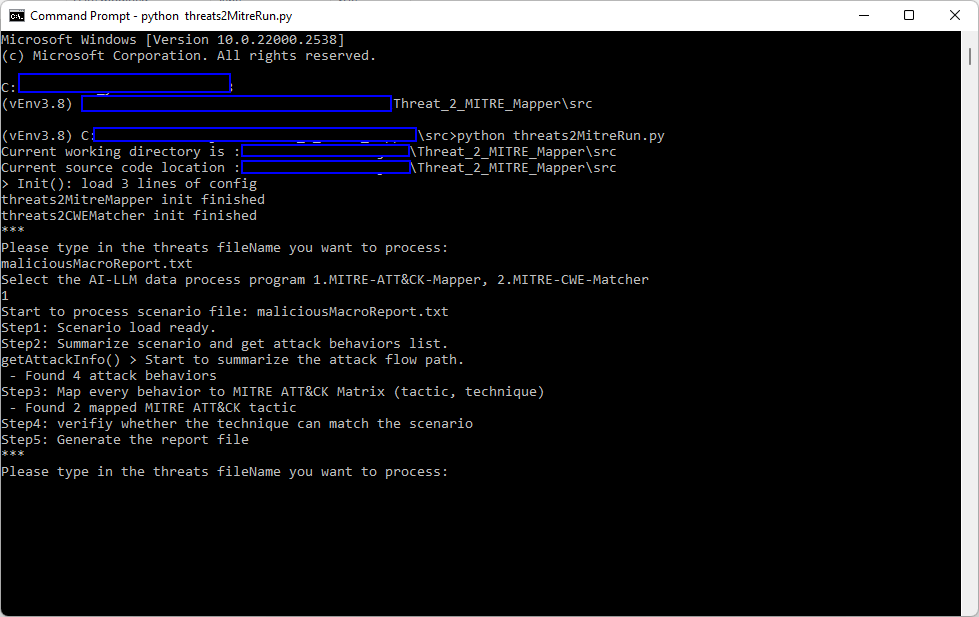 Command Prompt - python threats2MitreRun.py
Microsoft Windows [Version 10.0.22000.2538]
(c) Microsoft Corporation. All rights reserved.
C:
(vEnv3.8) Threat_2_MITRE_Mapper\src
(vEnv3.8) C:\src>python threats2MitreRun.py
Current working directory is :\Threat_2_MITRE_Mapper\src
Current source code location :\Threat_2_MITRE_Mapper\src
> Init(): load 3 lines of config
threats2MitreMapper init finished
threats2CWEMatcher init finished
***
Please type in the threats fileName you want to process:
maliciousMacroReport.txt
Select the AI-LLM data process program 1.MITRE-ATT&CK-Mapper, 2.MITRE-CWE-Matcher
1
Start to process scenario file: maliciousMacroReport.txt
Step1: Scenario load ready.
Step2: Summarize scenario and get attack behaviors list.
getAttackInfo() > Start to summarize the attack flow path.
- Found 4 attack behaviors
Step3: Map every behavior to MITRE ATT&CK Matrix (tactic, technique)
- Found 2 mapped MITRE ATT&CK tactic
Step4: verifiy whether the technique can match the scenario
Step5: Generate the report file
***
Please type in the threats fileName you want to process: